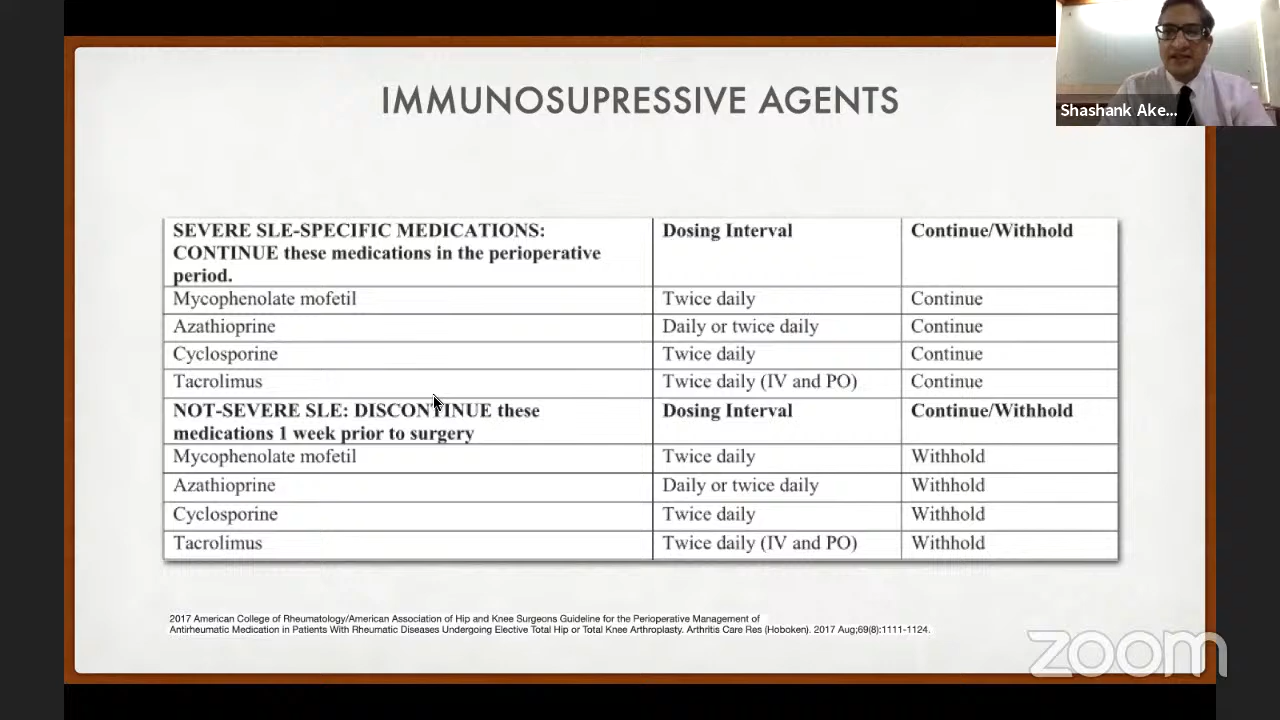 IMMUNOSUPRESSIVE AGENTS
Shashank Ake...
SEVERE SLE-SPECIFIC MEDICATIONS: Dosing Interval Continue/Withhold
CONTINUE these medications in the perioperative
period.
Mycophenolate mofetil Twice daily Continue
Azathioprine Daily or twice daily Continue
Cyclosporine Twice daily Continue
Tacrolimus Twice daily (IV and PO) Continue
NOT-SEVERE SLE: DISCONTINUE these Dosing Interval Continue/Withhold
medications 1 week prior to surgery
Mycophenolate mofetil Twice daily Withhold
Azathioprine Daily or twice daily Withhold
Cyclosporine Twice daily Withhold
Tacrolimus Twice daily (IV and PO) Withhold
2017 American College of Rheumatology/American Association of Hip and Knee Surgeons Guideline for the Perioperative Management of
Antirheumatic Medication in Patients With Rheumatic Diseases Undergoing Elective Total Hip or Total Knee Arthroplasty. Arthritis Care Res (Hoboken). 2017 Aug;69(8):1111-1124.
zoom